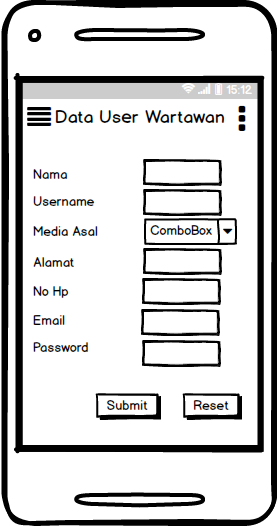 15:12
Data User Wartawan
Nama
Username
Media Asal ComboBox
Alamat
No Hp
Email
Password
Submit Reset